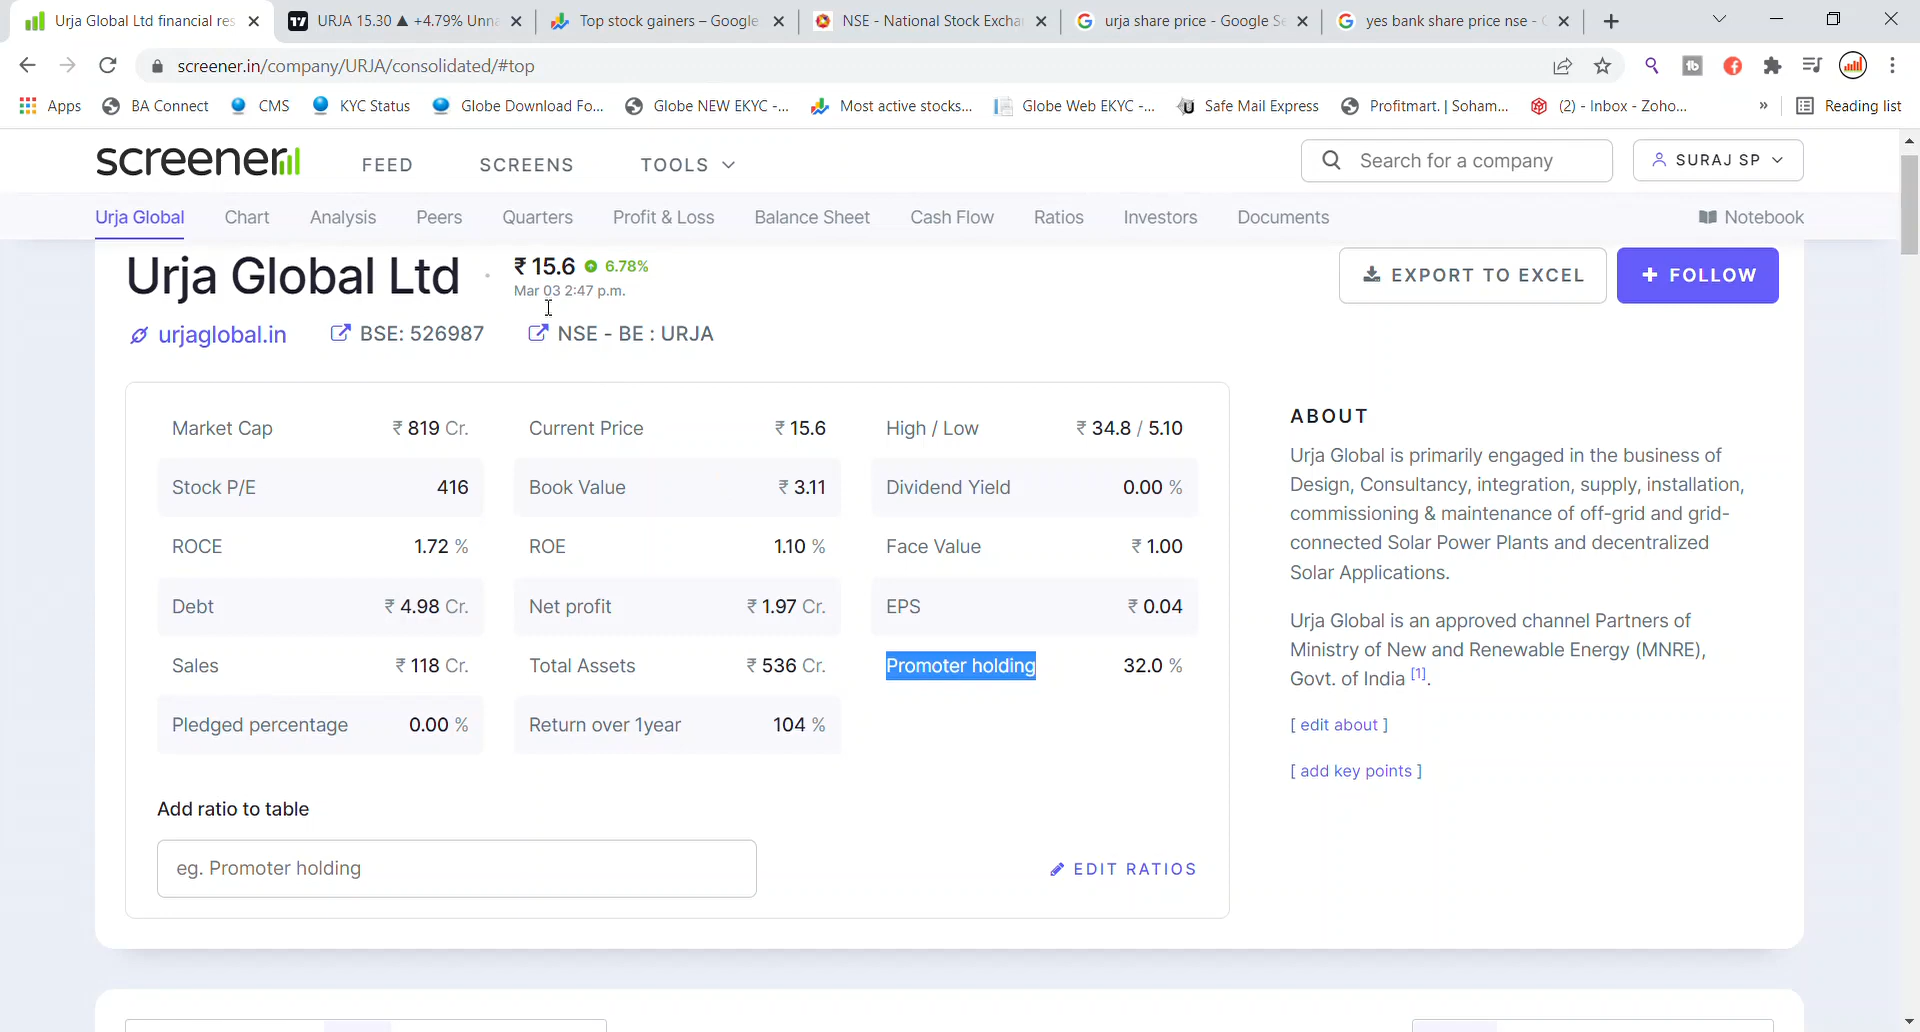 Urja Global Ltd financial res
URJA 15.30 ▲ +4.79% Unna
Top stock gainers – Google
NSE - National Stock Excha
urja share price - Google Se
yes bank share price nse -
screener.in/company/URJA/consolidated/#top
Apps
BA Connect
CMS
KYC Status
Globe Download Fo...
Globe NEW EKYC -...
Most active stocks...
Globe Web EKYC -...
Safe Mail Express
Profitmart. | Soham...
(2) - Inbox - Zoho...
»
Reading list
screener
FEED
SCREENS
TOOLS
Search for a company
SURAJ SP
Urja Global
Chart
Analysis
Peers
Quarters
Profit & Loss
Balance Sheet
Cash Flow
Ratios
Investors
Documents
Notebook
Urja Global Ltd
₹ 15.6 6.78%
Mar 03 2:47 p.m.
EXPORT TO EXCEL
+ FOLLOW
urjaglobal.in
BSE: 526987
NSE - BE : URJA
Market Cap ₹ 819 Cr.
Current Price ₹ 15.6
High / Low ₹ 34.8 / 5.10
Stock P/E 416
Book Value ₹ 3.11
Dividend Yield 0.00 %
ROCE 1.72 %
ROE 1.10 %
Face Value ₹ 1.00
Debt ₹ 4.98 Cr.
Net profit ₹ 1.97 Cr.
EPS ₹ 0.04
Sales ₹ 118 Cr.
Total Assets ₹ 536 Cr.
Promoter holding 32.0 %
Pledged percentage 0.00 %
Return over 1year 104 %
Add ratio to table
eg. Promoter holding
EDIT RATIOS
ABOUT
Urja Global is primarily engaged in the business of
Design, Consultancy, integration, supply, installation,
commissioning & maintenance of off-grid and grid-
connected Solar Power Plants and decentralized
Solar Applications.
Urja Global is an approved channel Partners of
Ministry of New and Renewable Energy (MNRE),
Govt. of India [1].
[ edit about ]
[ add key points ]